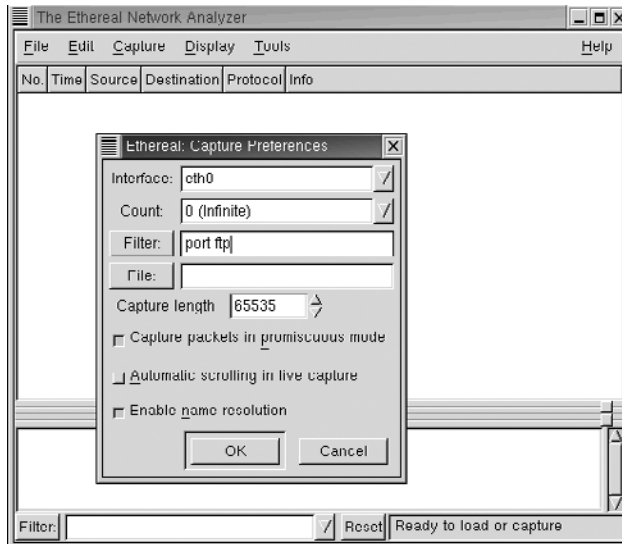 The Ethereal Network Analyzer
File Edit Capture Display Tools Help
No. Time Source Destination Protocol Info
Ethereal: Capture Preferences
Interface: eth0
Count: 0 (Infinite)
Filter: port ftp
File:
Capture length 65535
Capture packets in promiscuous mode
Automatic scrolling in live capture
Enable name resolution
OK Cancel
Filter: Reset Ready to load or capture